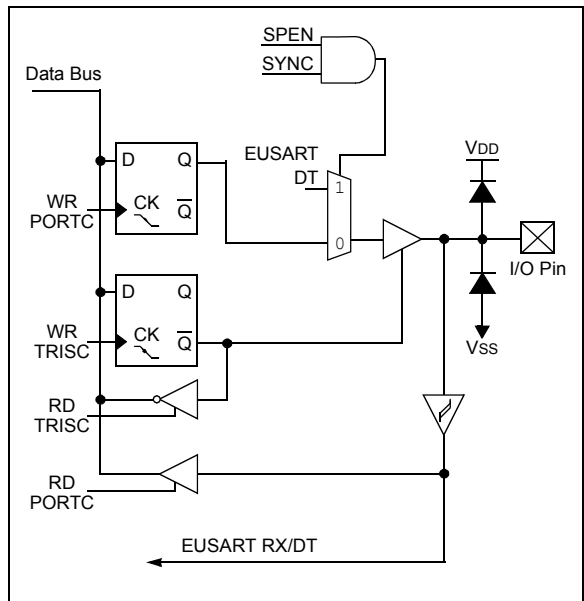 SPEN
SYNC
Data Bus
EUSART
DT
1
0
VDD
D Q
CK Q
WR
PORTC
I/O Pin
D Q
CK Q
WR
TRISC
VSS
RD
TRISC
RD
PORTC
EUSART RX/DT